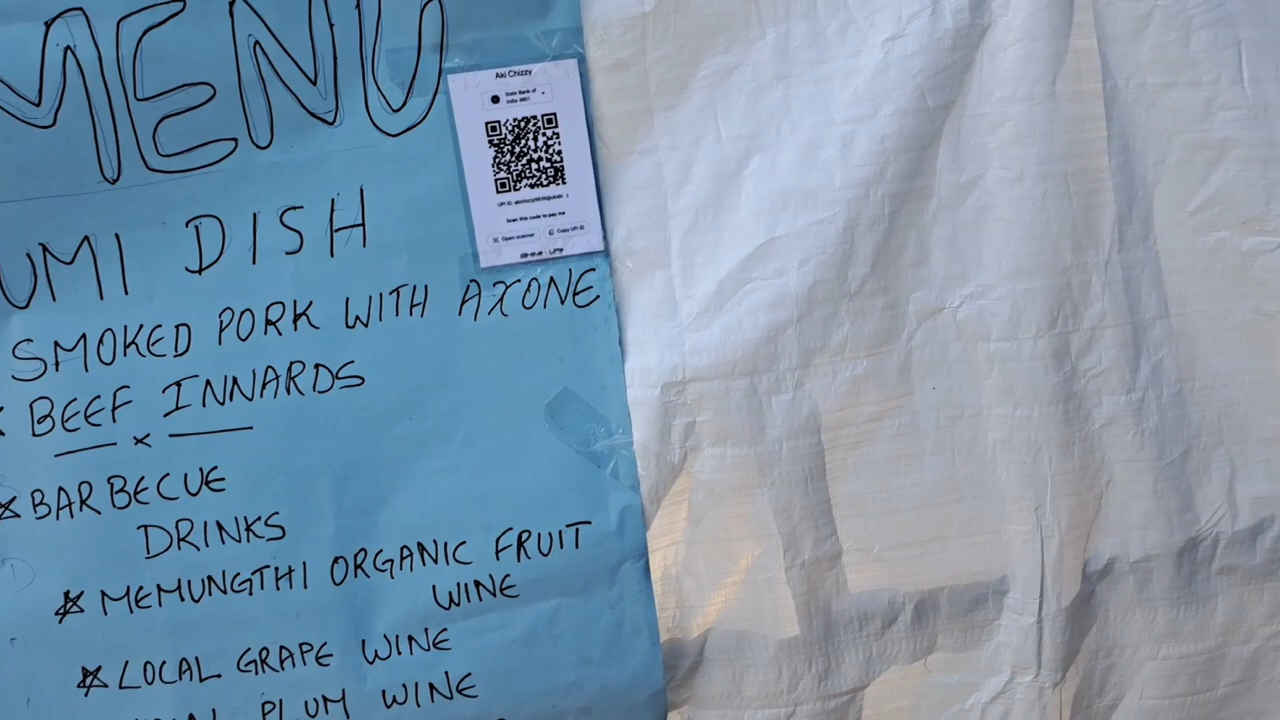 MENU
Aki Chizzy
State Bank of
India
DISH
SMOKED PORK WITH AXONE
BEEF INNARDS
x
BARBECUE
DRINKS
MEMUNGTHI ORGANIC FRUIT
WINE
LOCAL GRAPE WINE
PLUM WINE
UPI ID:
Scan this code to pay me
Open scanner
Copy UPI ID